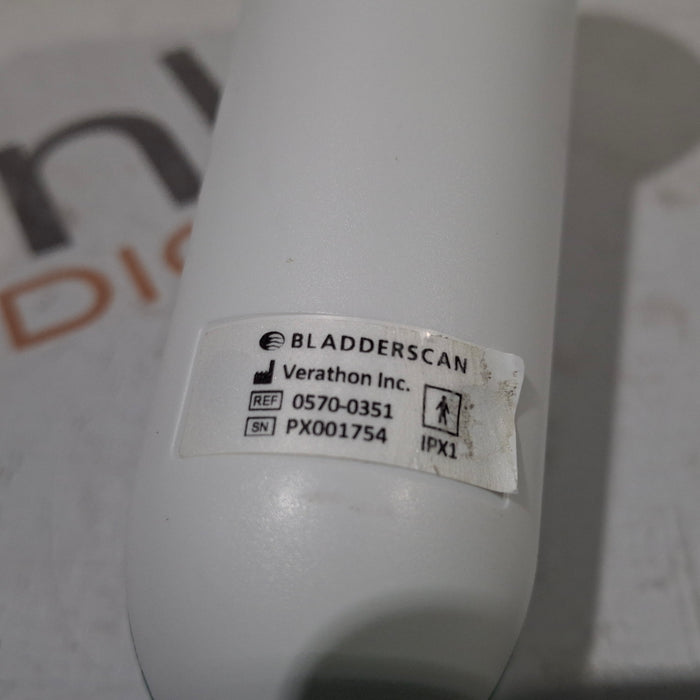 BLADDERSCAN
Verathon Inc.
REF 0570-0351
SN PX001754
IPX1